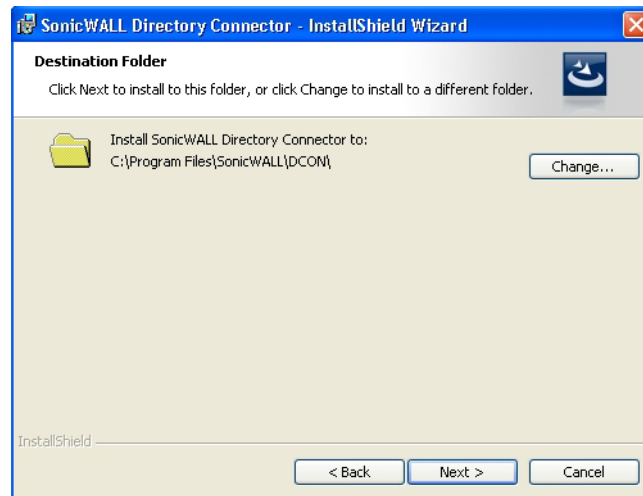 SonicWALL Directory Connector - InstallShield Wizard
Destination Folder
Click Next to install to this folder, or click Change to install to a different folder.
Install SonicWALL Directory Connector to:
C:\Program Files\SonicWALL\DCON\
Change...
InstallShield
< Back
Next >
Cancel